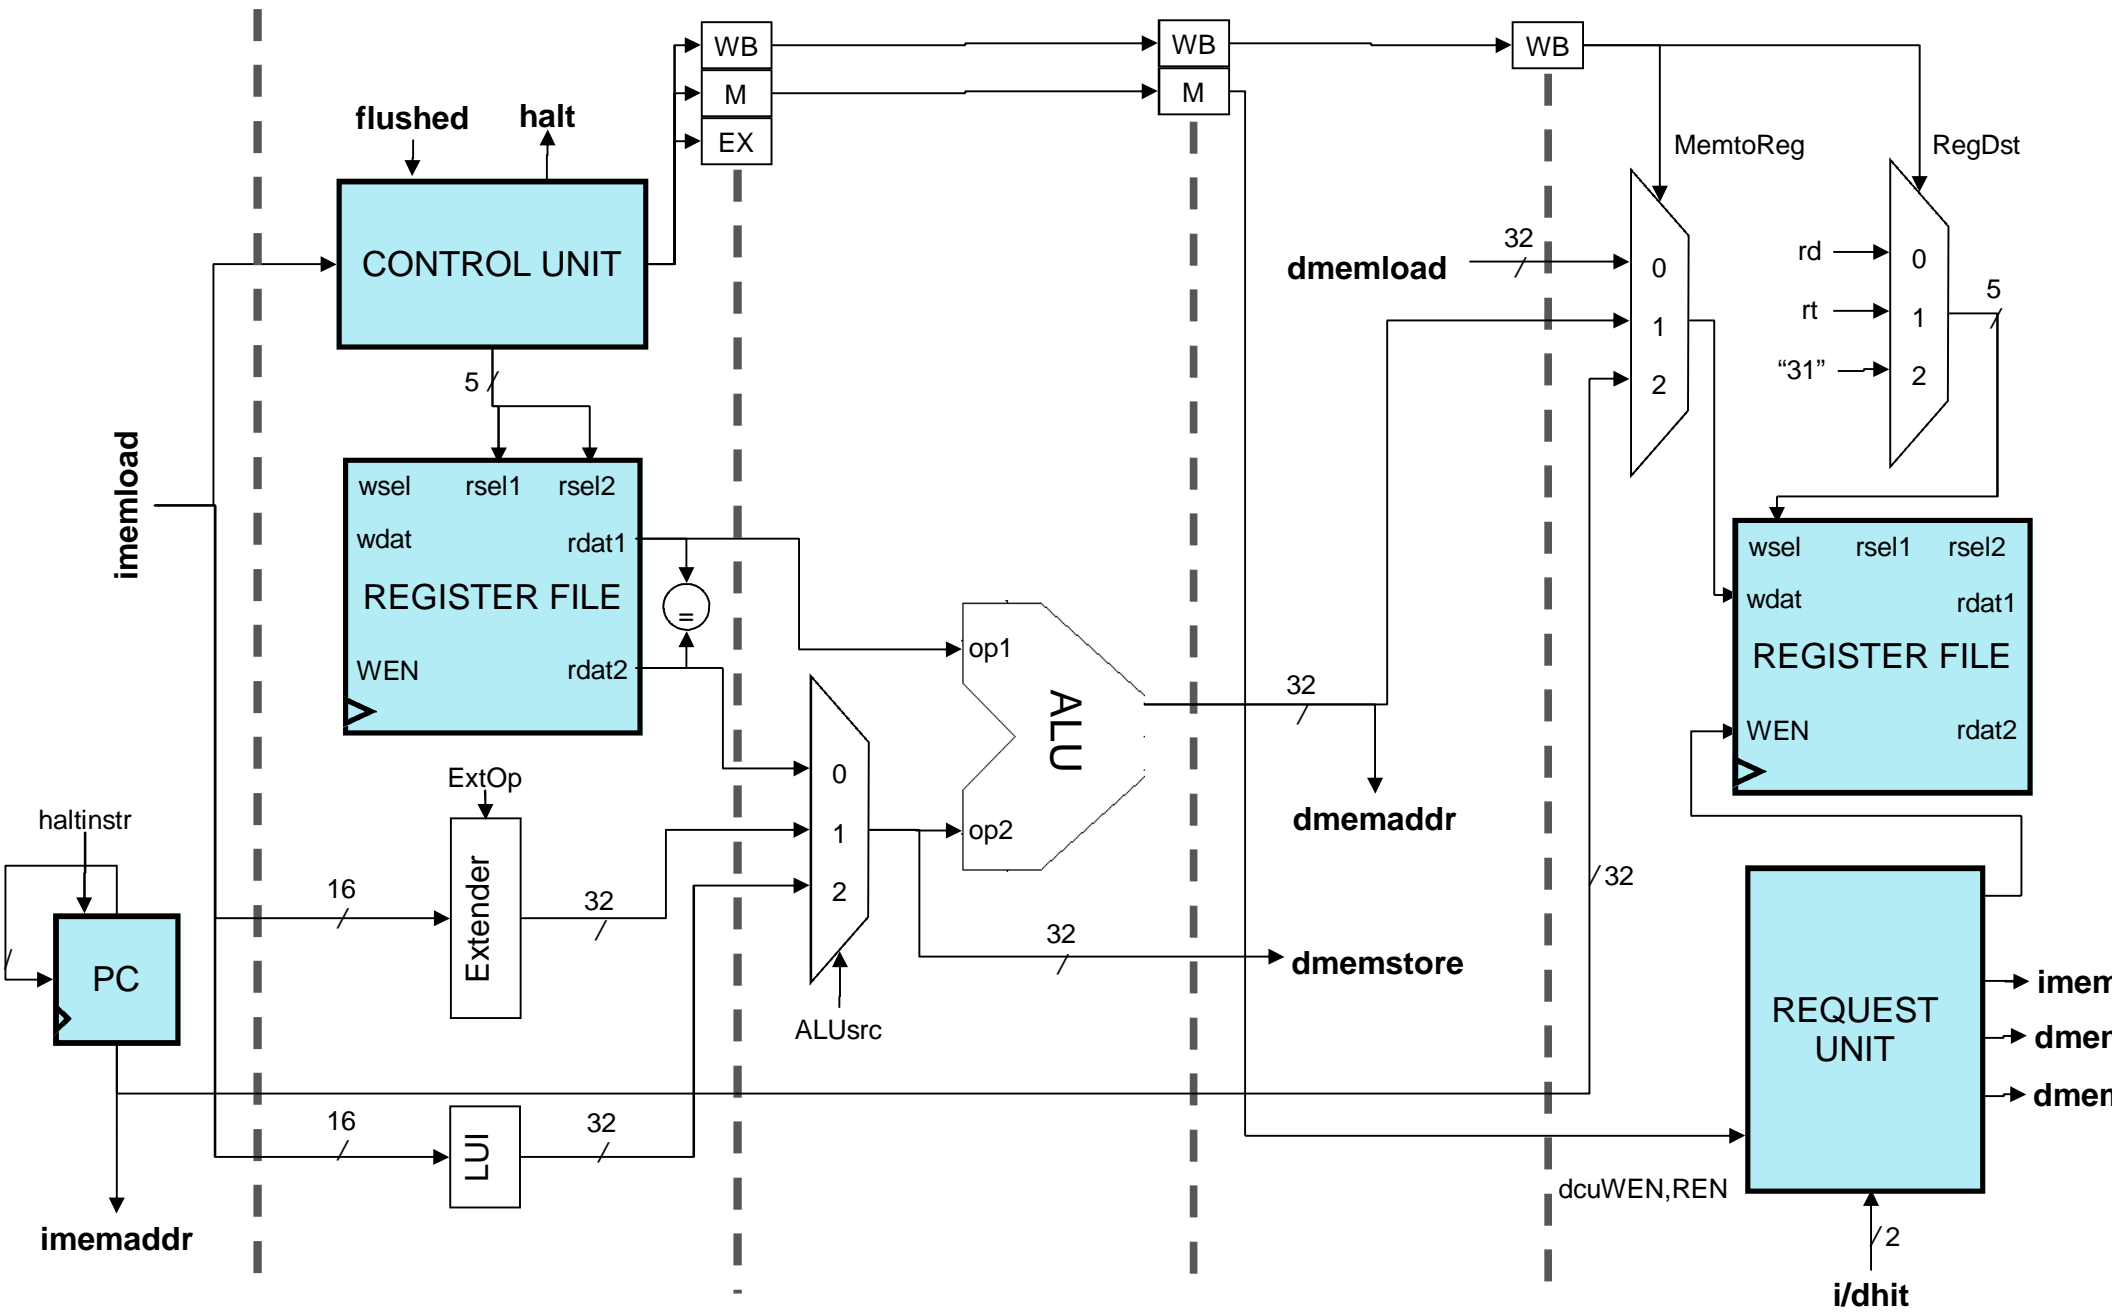 WB
WB
WB
M
M
EX
flushed
halt
MemtoReg
RegDst
CONTROL UNIT
32
dmemload
0
1
2
rd
rt
“31”
0
1
2
5
5
imemload
wsel
rsel1
rsel2
wdat
rdat1
REGISTER FILE
WEN
rdat2
=
op1
op2
ALU
32
dmemaddr
wsel
rsel1
rsel2
wdat
rdat1
REGISTER FILE
WEN
rdat2
ExtOp
haltinstr
0
1
2
16
Extender
32
32
dmemstore
ALUsrc
32
PC
REQUEST
UNIT
imem
dmem
dmem
16
LUI
32
dcuWEN,REN
imemaddr
2
i/dhit